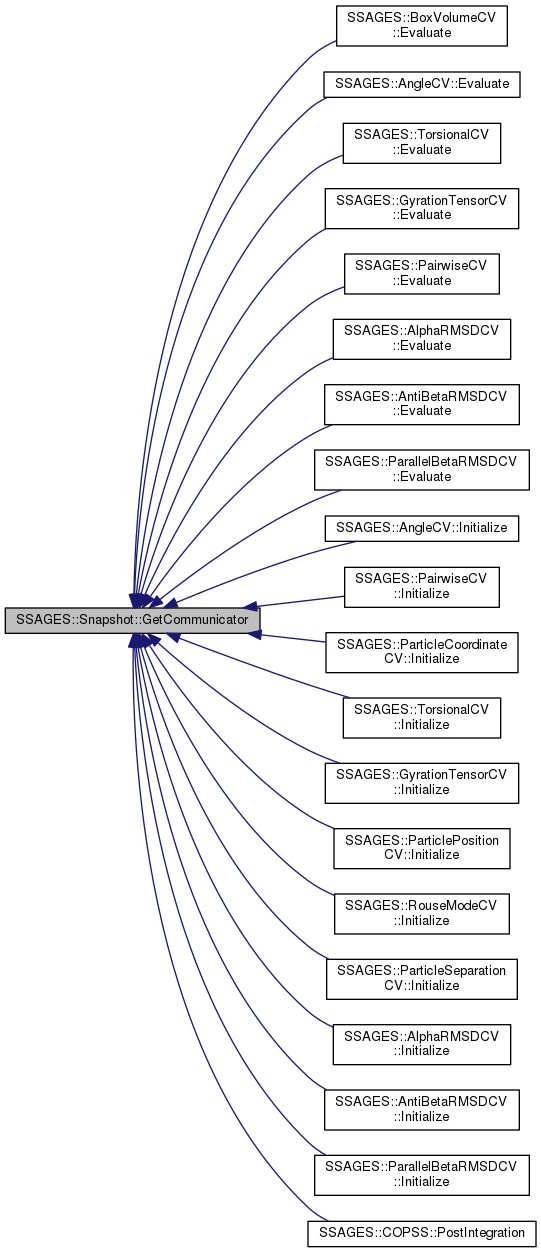 SSAGES::BoxVolumeCV
::Evaluate
SSAGES::AngleCV::Evaluate
SSAGES::TorsionalCV
::Evaluate
SSAGES::GyrationTensorCV
::Evaluate
SSAGES::PairwiseCV
::Evaluate
SSAGES::AlphaRMSDCV
::Evaluate
SSAGES::AntiBetaRMSDCV
::Evaluate
SSAGES::ParallelBetaRMSDCV
::Evaluate
SSAGES::AngleCV::Initialize
SSAGES::PairwiseCV
::Initialize
SSAGES::Snapshot::GetCommunicator
SSAGES::ParticleCoordinate
CV::Initialize
SSAGES::TorsionalCV
::Initialize
SSAGES::GyrationTensorCV
::Initialize
SSAGES::ParticlePosition
CV::Initialize
SSAGES::RouseModeCV
::Initialize
SSAGES::ParticleSeparation
CV::Initialize
SSAGES::AlphaRMSDCV
::Initialize
SSAGES::AntiBetaRMSDCV
::Initialize
SSAGES::ParallelBetaRMSDCV
::Initialize
SSAGES::COPSS::PostIntegration